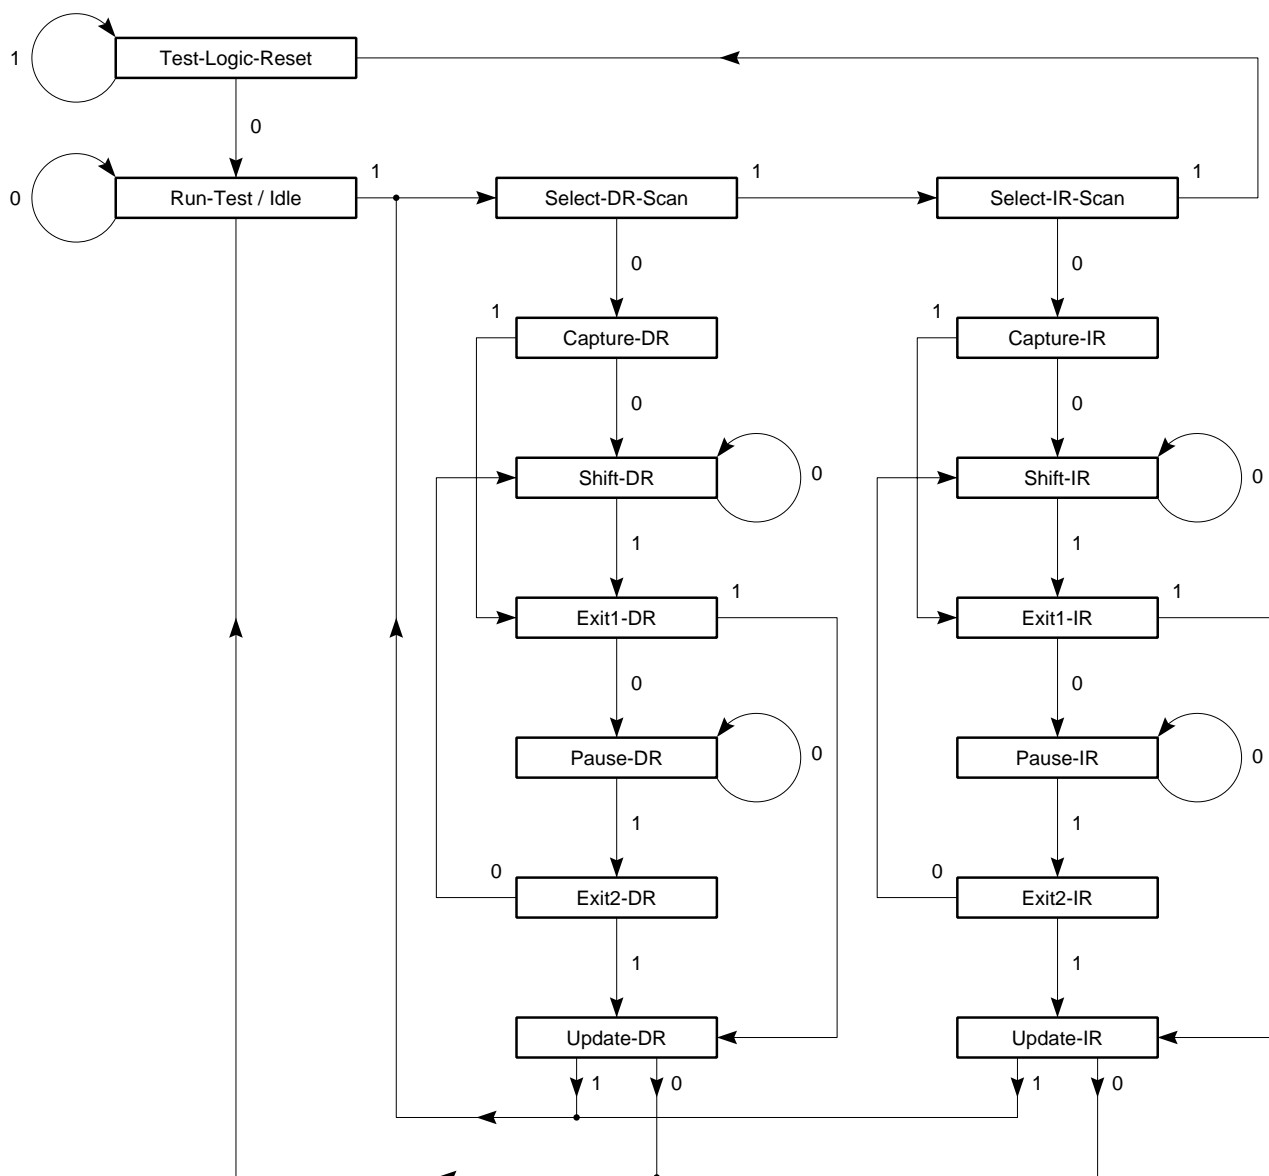 1
Test-Logic-Reset
0
0
Run-Test / Idle
1
Select-DR-Scan
1
Select-IR-Scan
1
0
0
1
Capture-DR
1
Capture-IR
0
0
Shift-DR
0
Shift-IR
0
1
1
Exit1-DR
1
Exit1-IR
1
0
0
Pause-DR
0
Pause-IR
0
1
1
0
Exit2-DR
0
Exit2-IR
1
1
Update-DR
Update-IR
1
0
1
0